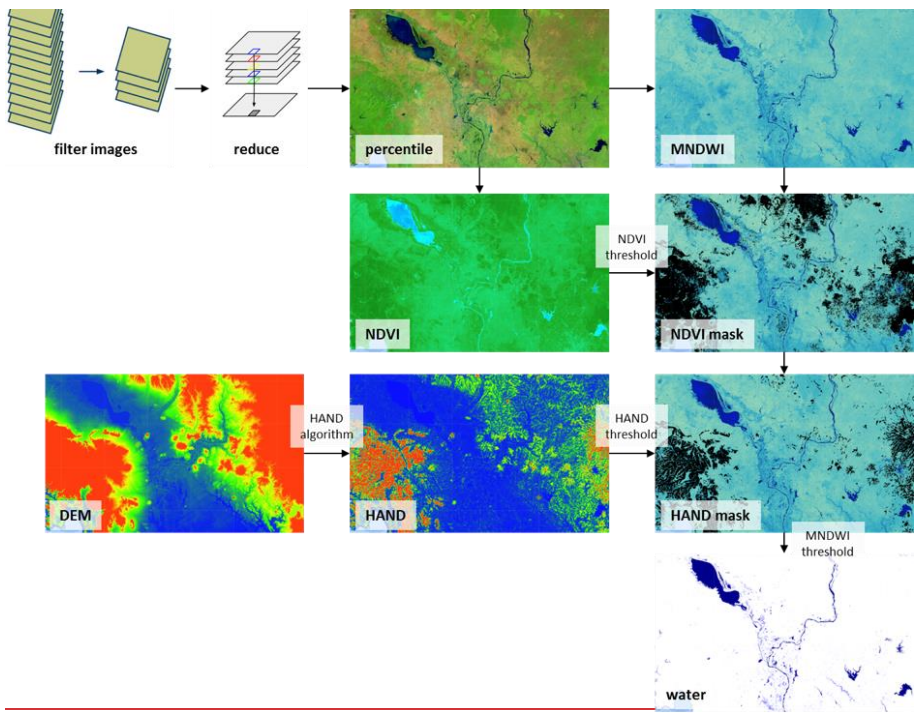 filter images
reduce
percentile
MNDWI
NDVI
NDVI
threshold
NDVI mask
DEM
HAND
algorithm
HAND
HAND
threshold
HAND mask
MNDWI
threshold
water